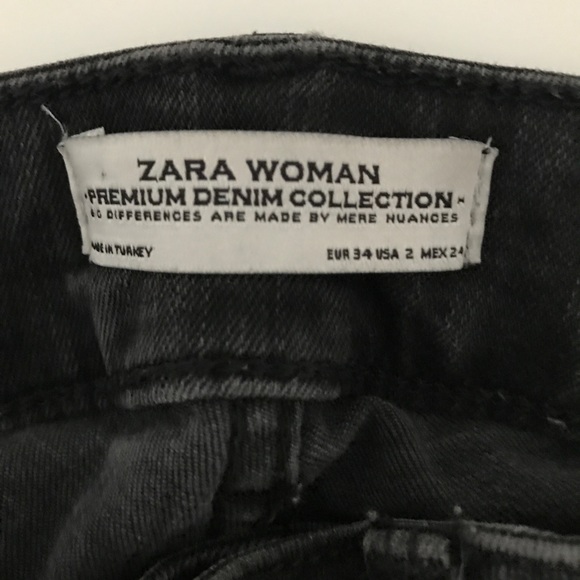 ZARA WOMAN
·PREMIUM DENIM COLLECTION·
BIG DIFFERENCES ARE MADE BY MERE NUANCES
MADE IN TURKEY EUR 34 USA 2 MEX 24